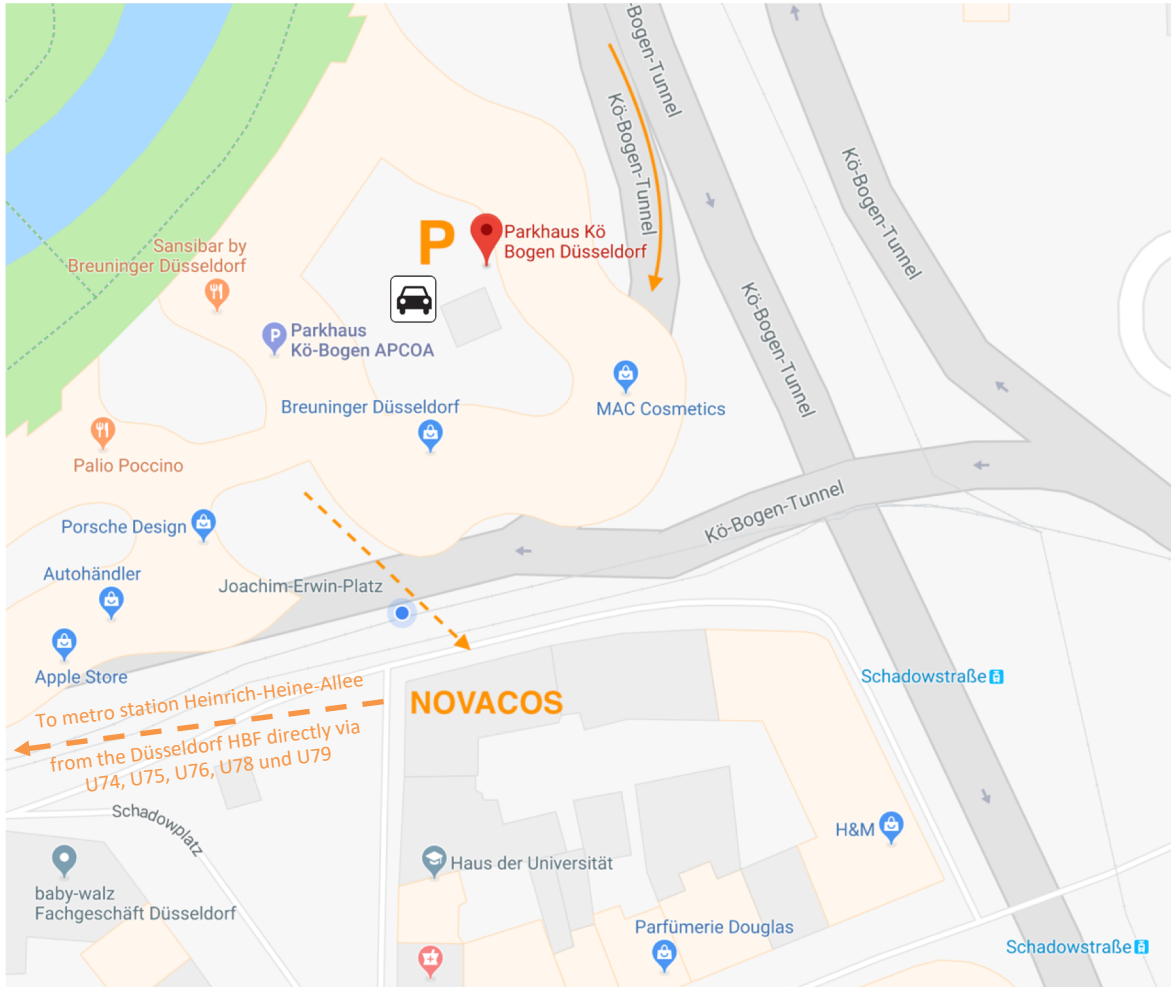 Kö-Bogen-Tunnel
Kö-Bogen-Tunnel
Kö-Bogen-Tunnel
Sansibar by
Breuninger Düsseldorf
P
Parkhaus Kö
Bogen Düsseldorf
P
Parkhaus
Kö-Bogen APCOA
Kö-Bogen-Tunnel
Breuninger Düsseldorf
MAC Cosmetics
Palio Poccino
Porsche Design
Kö-Bogen-Tunnel
Autohändler
Joachim-Erwin-Platz
Apple Store
Schadowstraße
NOVACOS
To metro station Heinrich-Heine-Allee
from the Düsseldorf HBF directly via
U74, U75, U76, U78 und U79
Schadowplatz
H&M
Haus der Universität
baby-walz
Fachgeschäft Düsseldorf
Parfümerie Douglas
Schadowstraße